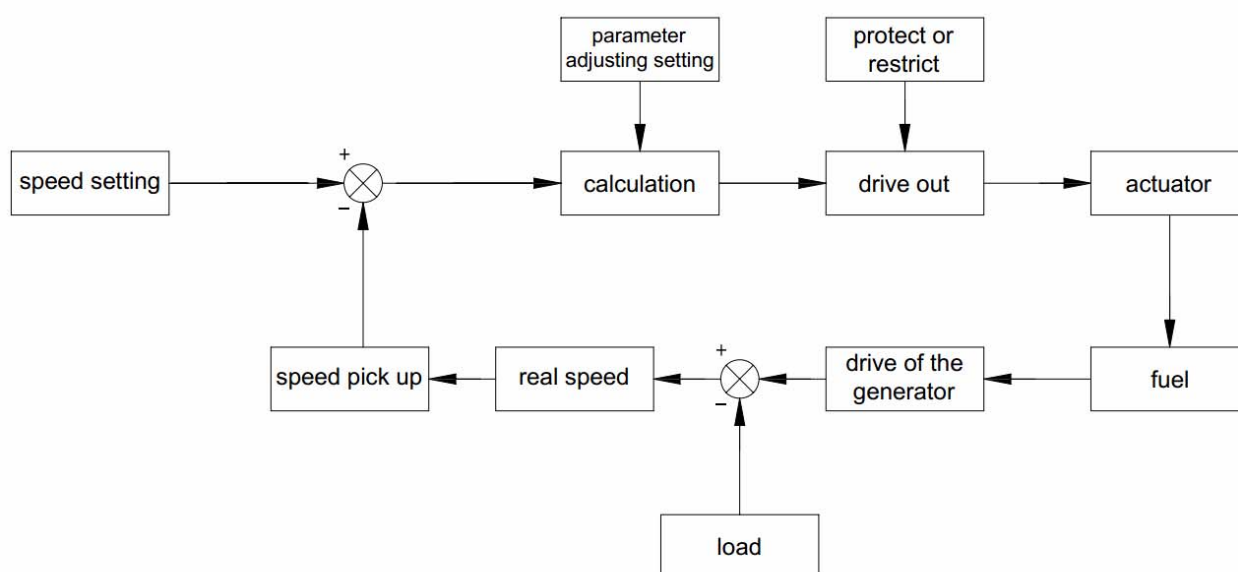 parameter
adjusting setting
protect or
restrict
speed setting
+
−
calculation
drive out
actuator
speed pick up
real speed
+
−
drive of the
generator
fuel
load